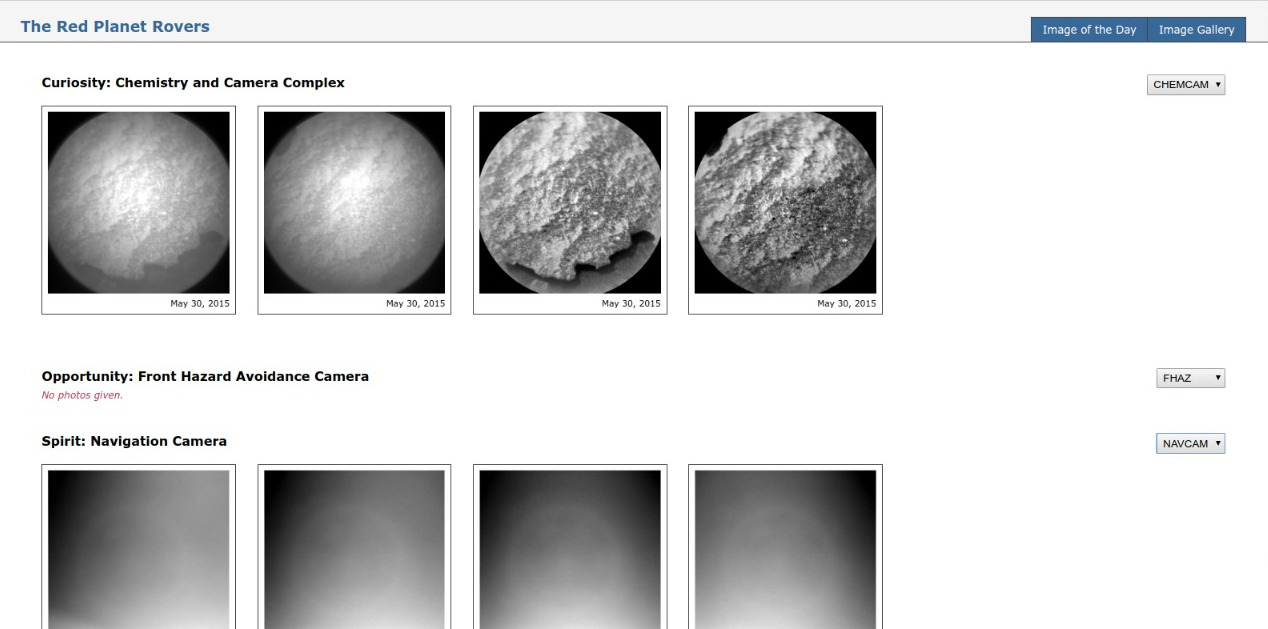 The Red Planet Rovers
Image of the Day Image Gallery
Curiosity: Chemistry and Camera Complex
CHEMCAM
May 30, 2015 May 30, 2015 May 30, 2015 May 30, 2015
Opportunity: Front Hazard Avoidance Camera
FHAZ
No photos given.
Spirit: Navigation Camera
NAVCAM